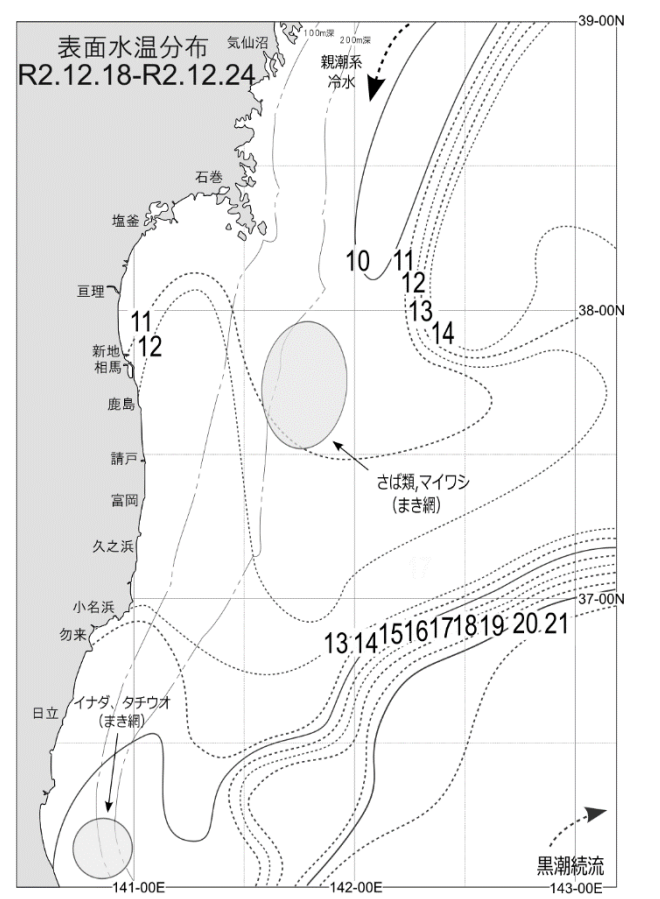 表面水温分布
R2.12.18-R2.12.24
気仙沼
100m深
200m深
39-00N
親潮系
冷水
石巻
塩釜
10
11
12
13
14
亘理
38-00N
11
12
新地
相馬
鹿島
請戸
さば類,マイワシ
(まき網)
富岡
久之浜
17
37-00N
小名浜
勿来
13 14 15 16 17 18 19 20 21
日立
イナダ、タチウオ
(まき網)
黒潮続流
141-00E
142-00E
143-00E